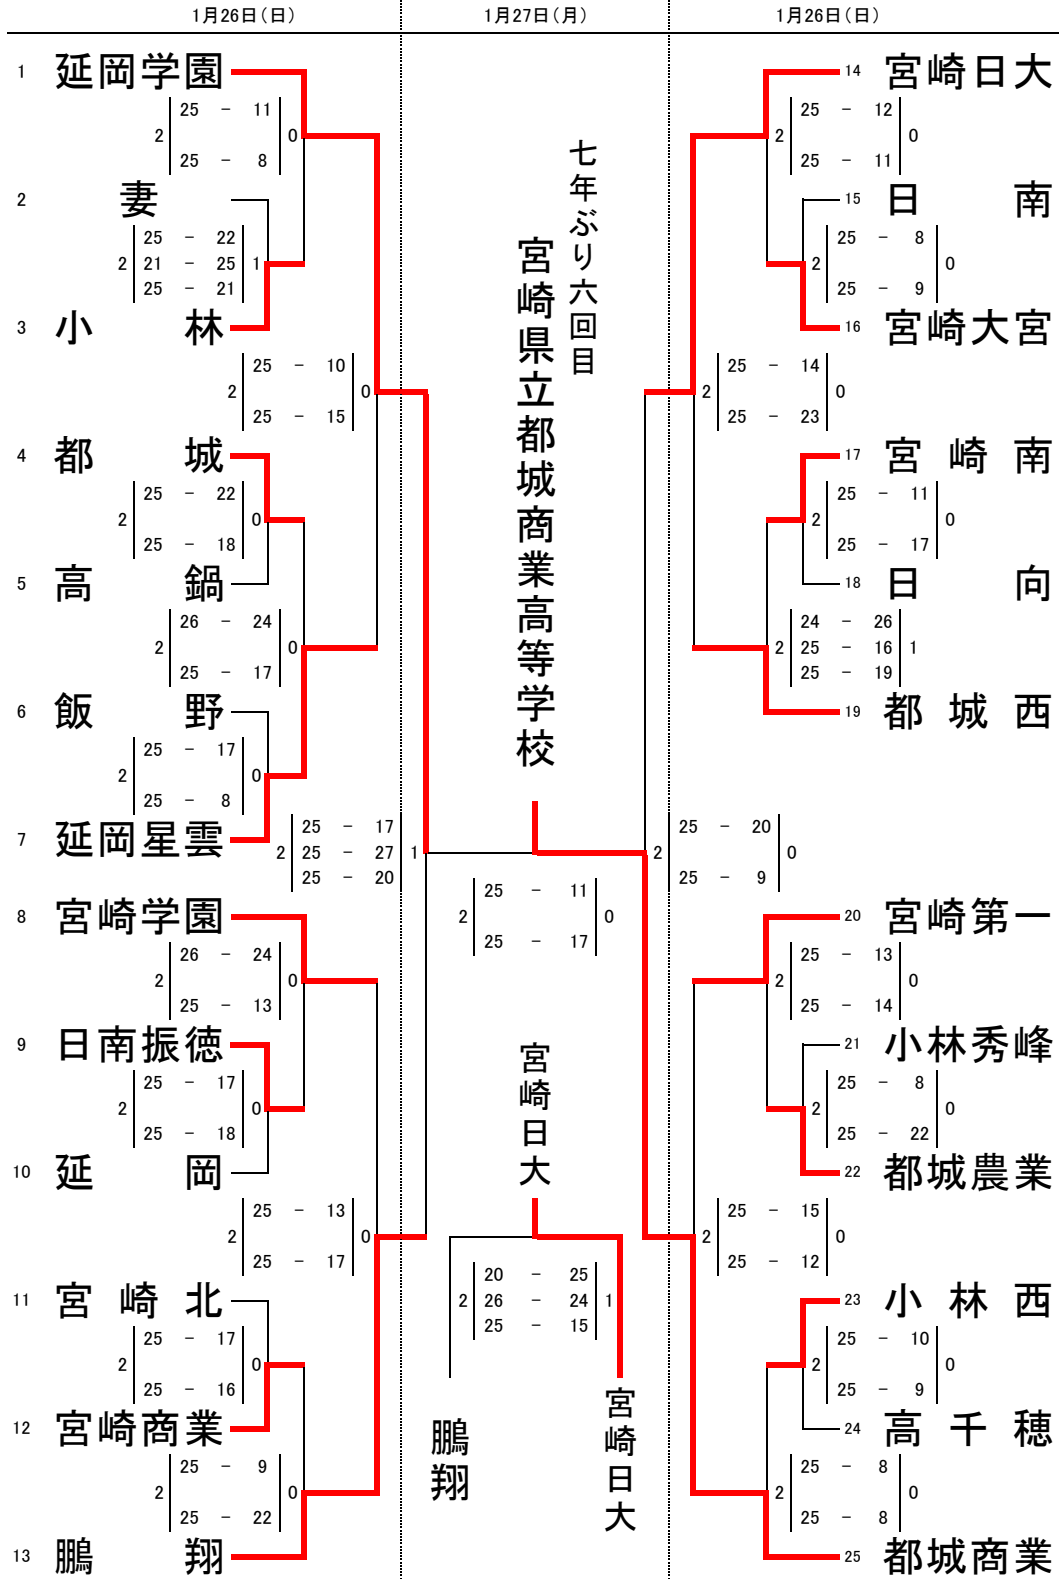 1月26日（日）
1月27日（月）
1月26日（日）
1 延岡学園
25 - 11
2 0
25 - 8
2 妻
25 - 22
2 21 - 25 1
25 - 21
3 小林
25 - 10
2 0
25 - 15
4 都城
25 - 22
2 0
25 - 18
5 高鍋
26 - 24
2 0
25 - 17
6 飯野
25 - 17
2 0
25 - 8
7 延岡星雲
25 - 17
2 25 - 27 1
25 - 20
8 宮崎学園
26 - 24
2 0
25 - 13
9 日南振徳
25 - 17
2 0
25 - 18
10 延岡
25 - 13
2 0
25 - 17
11 宮崎北
25 - 17
2 0
25 - 16
12 宮崎商業
25 - 9
2 0
25 - 22
13 鵬翔
七年ぶり六回目
宮崎県立都城商業高等学校
25 - 11
2 0
25 - 17
宮崎日大
20 - 25
2 26 - 24 1
25 - 15
鵬翔
宮崎日大
14 宮崎日大
25 - 12
2 0
25 - 11
15 日南
25 - 8
2 0
25 - 9
16 宮崎大宮
25 - 14
2 0
25 - 23
17 宮崎南
25 - 11
2 0
25 - 17
18 日向
24 - 26
2 25 - 16 1
25 - 19
19 都城西
25 - 20
2 0
25 - 9
20 宮崎第一
25 - 13
2 0
25 - 14
21 小林秀峰
25 - 8
2 0
25 - 22
22 都城農業
25 - 15
2 0
25 - 12
23 小林西
25 - 10
2 0
25 - 9
24 高千穂
25 - 8
2 0
25 - 8
25 都城商業